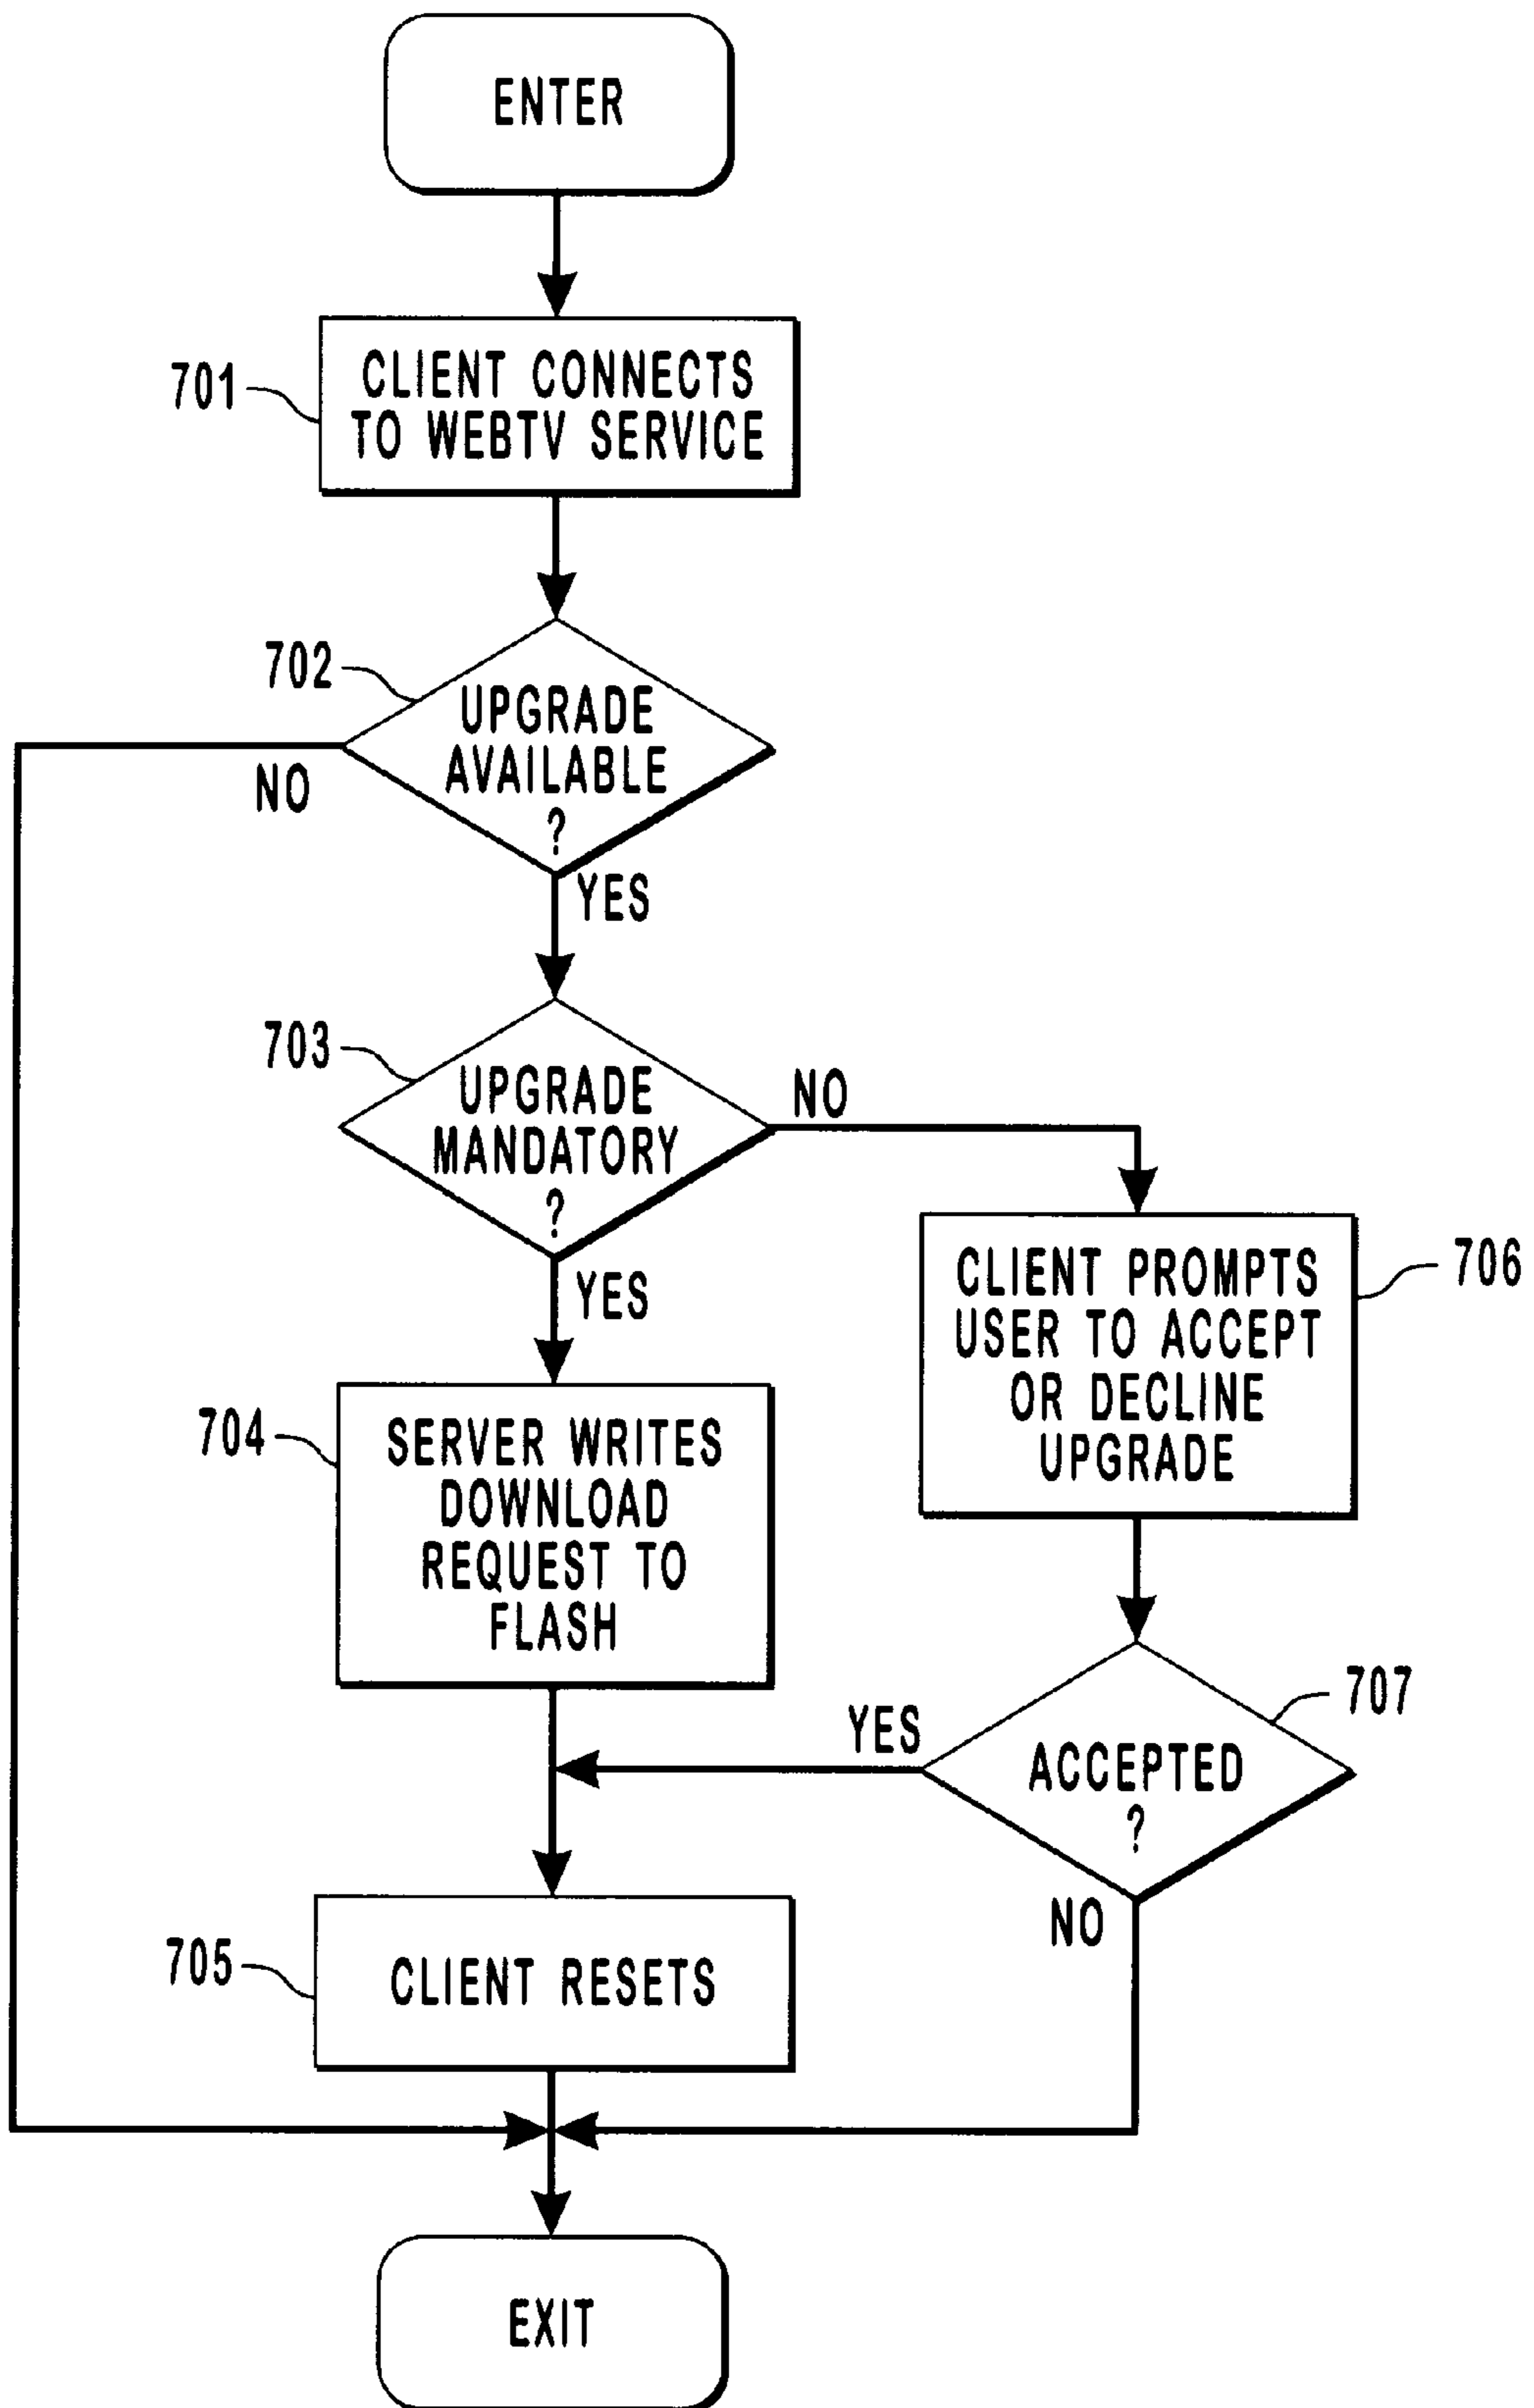 ENTER
701
CLIENT CONNECTS
TO WEBTV SERVICE
702
UPGRADE
AVAILABLE
?
NO
YES
703
UPGRADE
MANDATORY
?
NO
YES
706
CLIENT PROMPTS
USER TO ACCEPT
OR DECLINE
UPGRADE
704
SERVER WRITES
DOWNLOAD
REQUEST TO
FLASH
707
ACCEPTED
?
YES
NO
705
CLIENT RESETS
EXIT